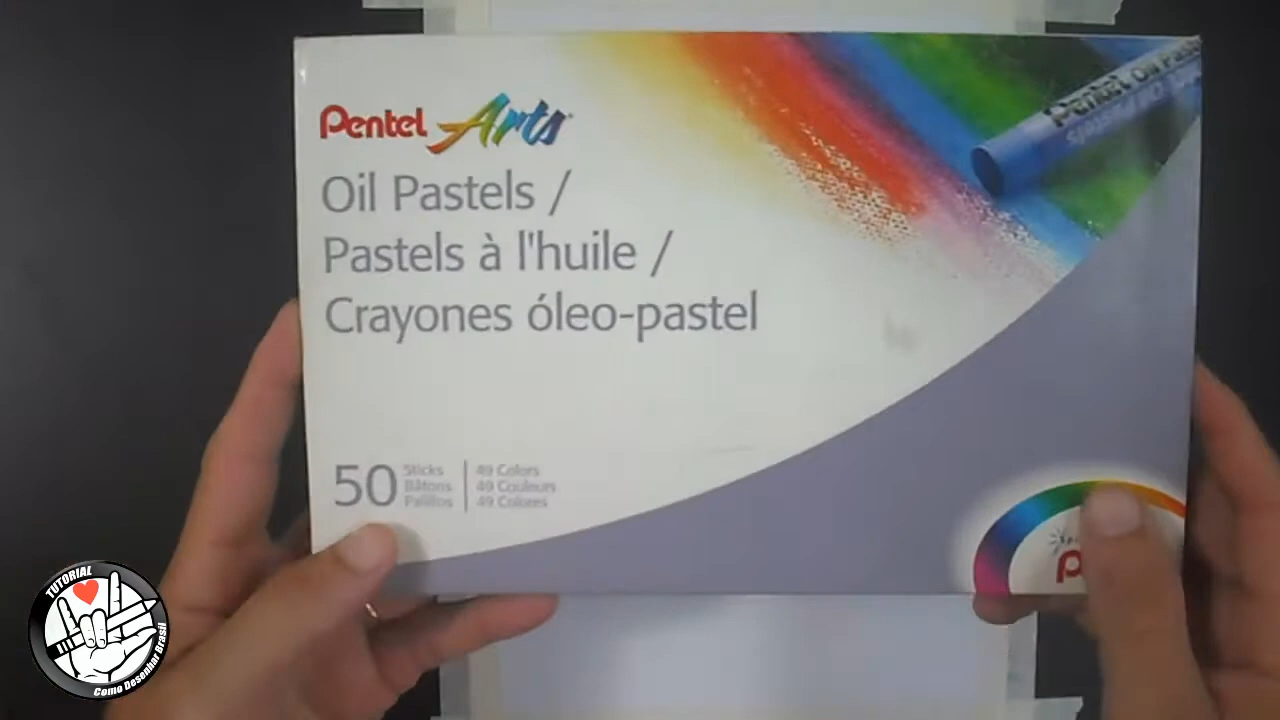 Pentel Arts
Oil Pastels /
Pastels à l'huile /
Crayones óleo-pastel
50 Sticks 49 Colors
Bâtons 49 Couleurs
Palillos 49 Colores
Pentel Oil Paste
TUTORIAL
Como Desenhar Brasil